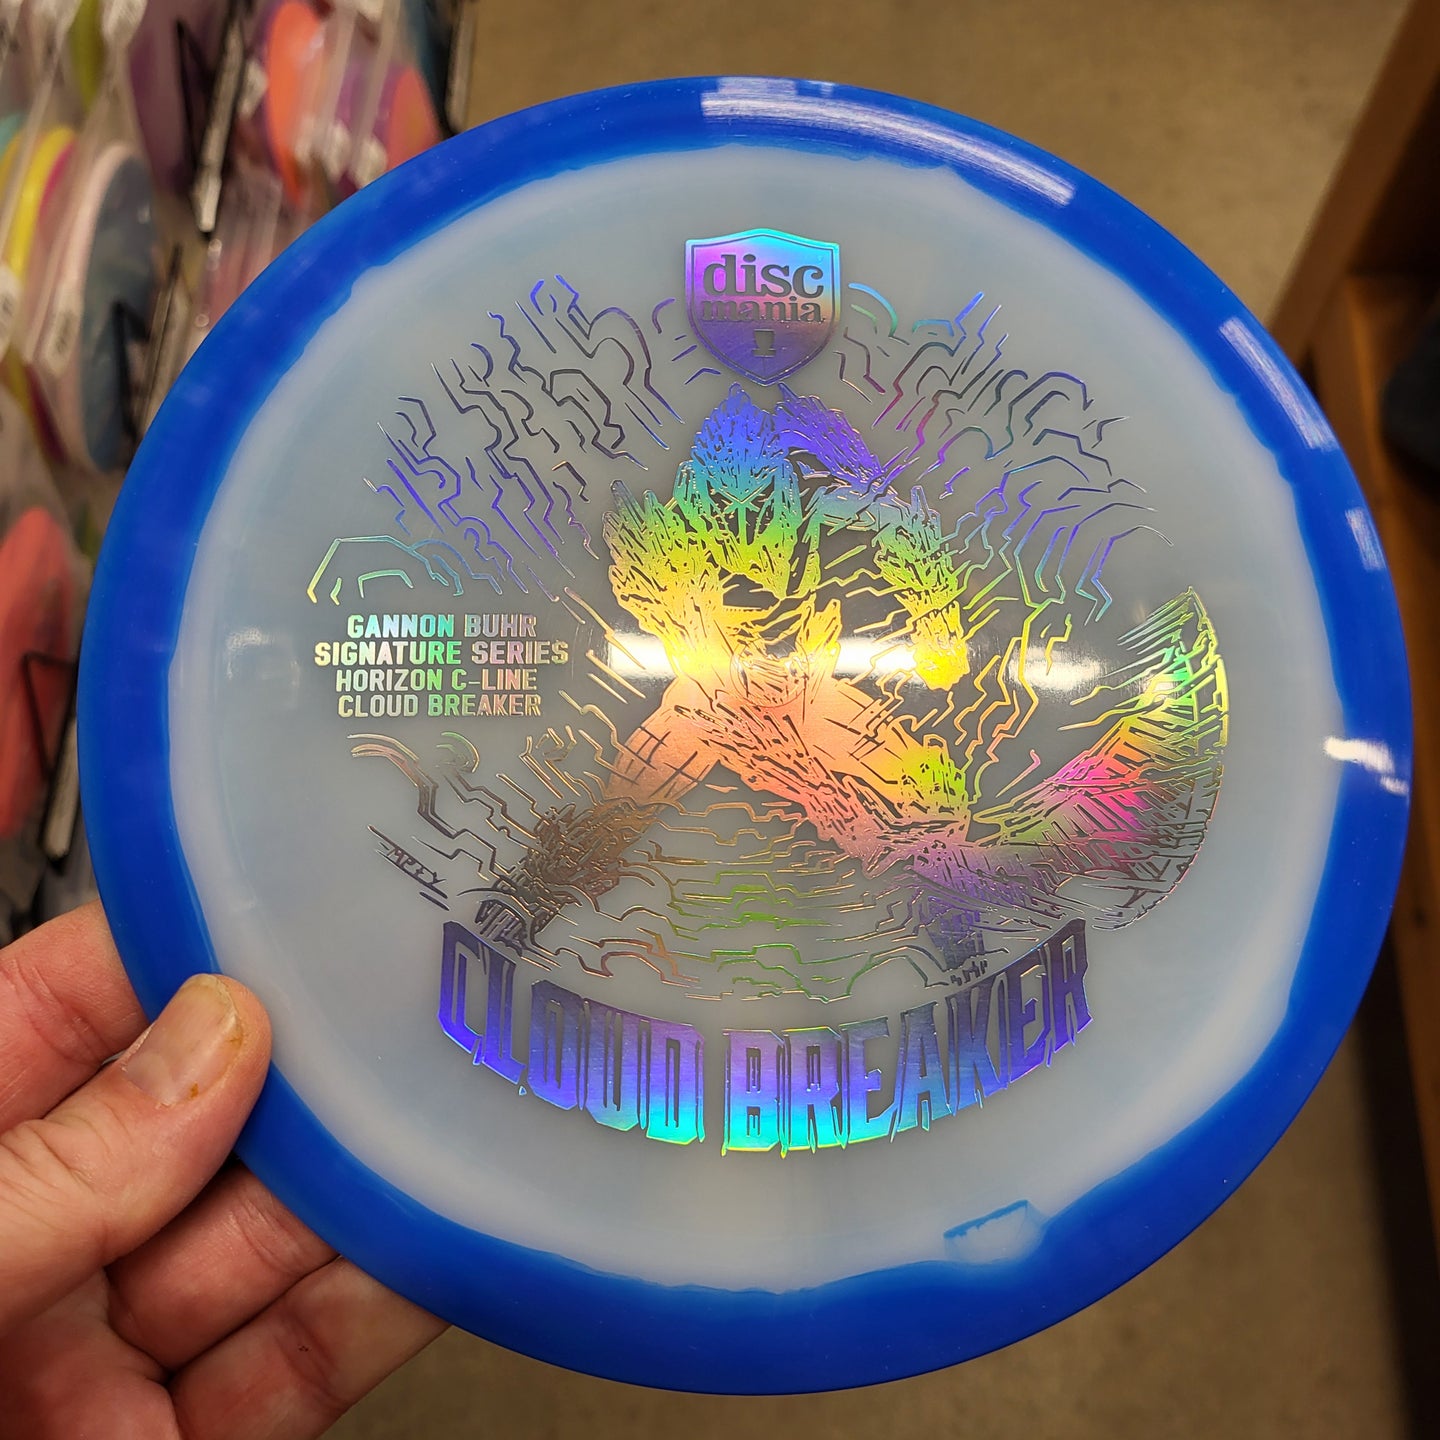 disc
mania
GANNON BUHR
SIGNATURE SERIES
HORIZON C-LINE
CLOUD BREAKER
CLOUD BREAKER